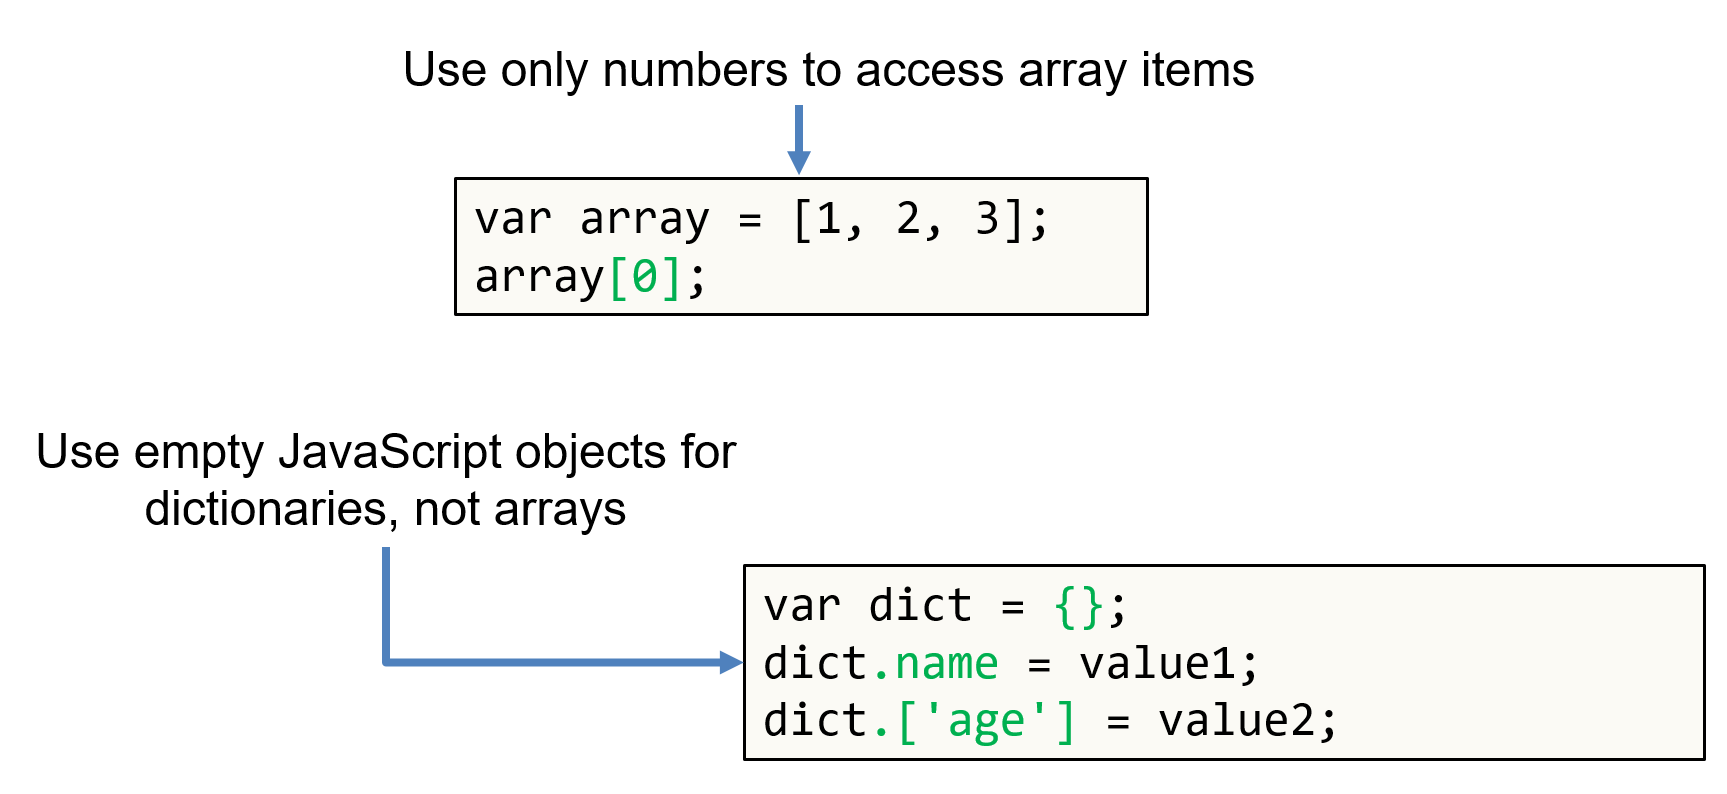 Use only numbers to access array items
var array = [1, 2, 3];
array[0];
Use empty JavaScript objects for
dictionaries, not arrays
var dict = {};
dict.name = value1;
dict.['age'] = value2;